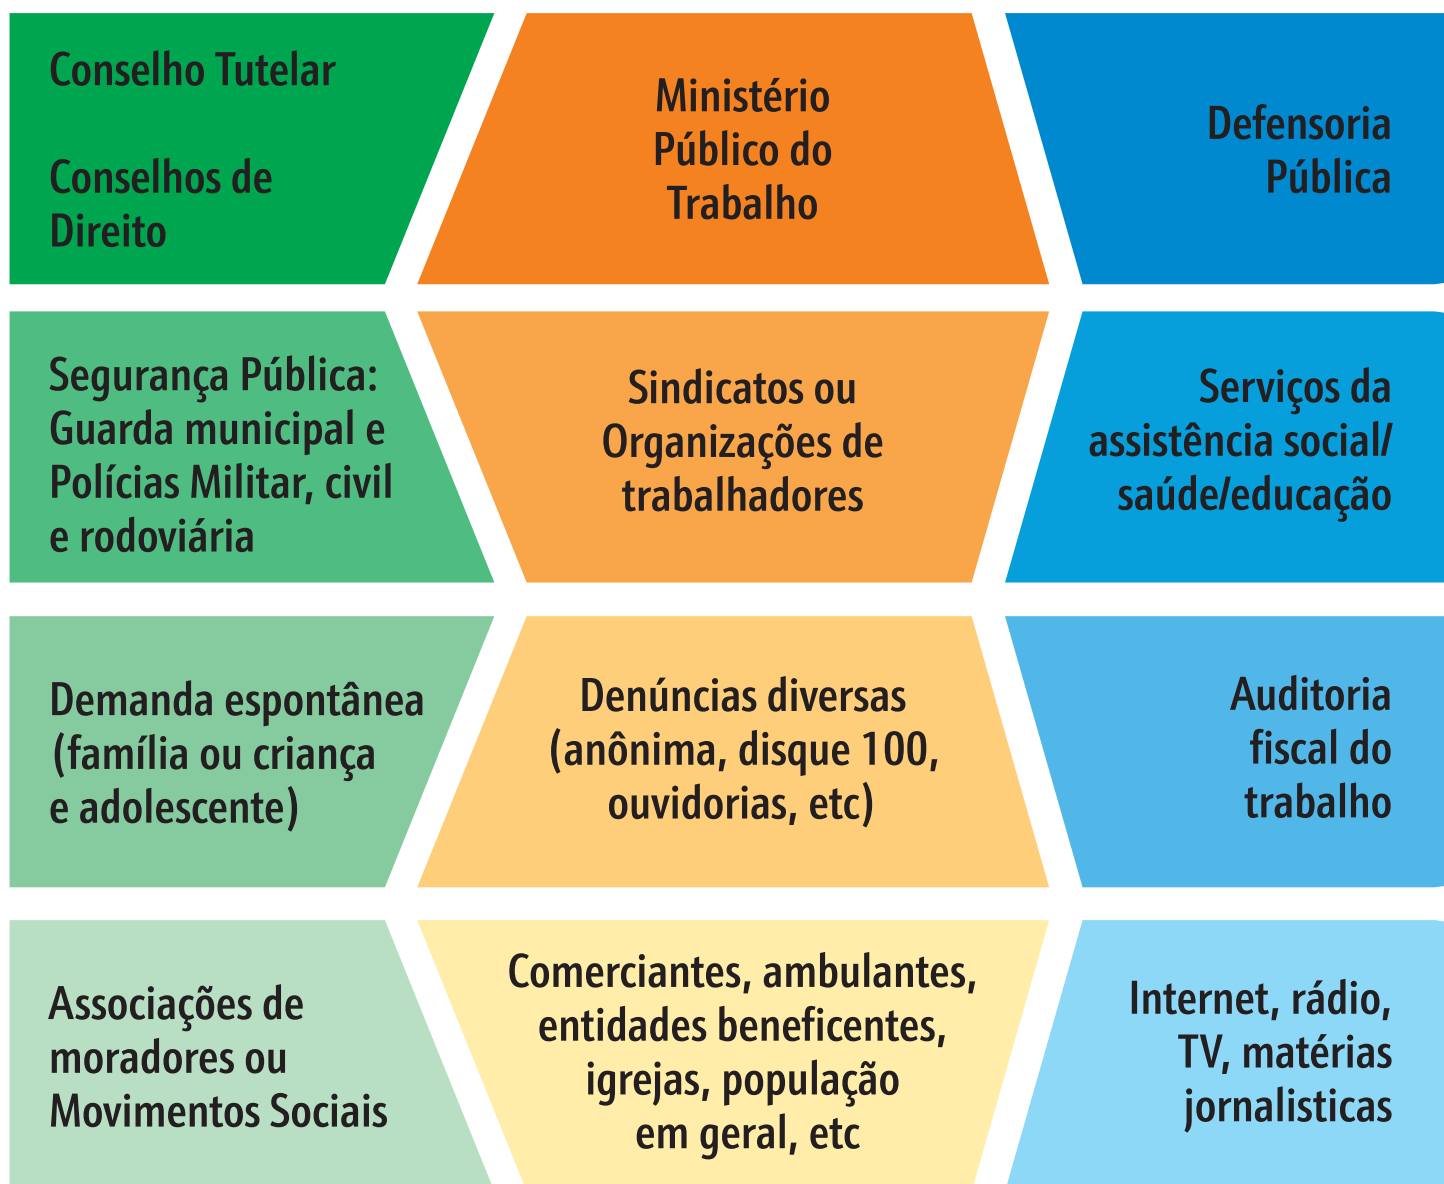 Conselho Tutelar
Conselhos de
Direito
Ministério
Público do
Trabalho
Defensoria
Pública
Segurança Pública:
Guarda municipal e
Polícias Militar, civil
e rodoviária
Sindicatos ou
Organizações de
trabalhadores
Serviços da
assistência social/
saúde/educação
Demanda espontânea
(família ou criança
e adolescente)
Denúncias diversas
(anônima, disque 100,
ouvidorias, etc)
Auditoria
fiscal do
trabalho
Associações de
moradores ou
Movimentos Sociais
Comerciantes, ambulantes,
entidades beneficentes,
igrejas, população
em geral, etc
Internet, rádio,
TV, matérias
jornalisticas